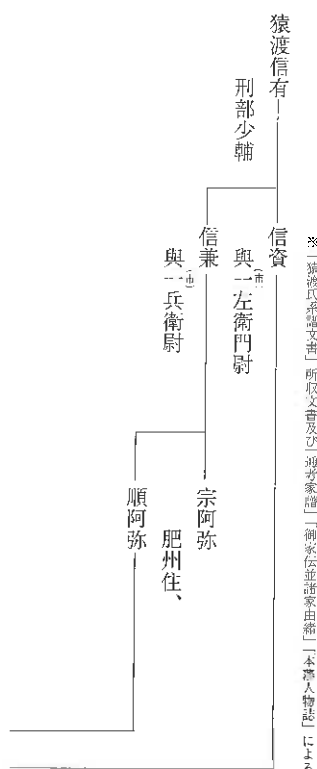 ※「猿渡氏系譜文書」所収文書及び「通考家譜」「御家伝並諸家由緒」「本藩人物誌」による
猿渡信有
刑部少輔
信資
與一左衛門尉
(市)
信兼
與一兵衛尉
(市)
宗阿弥
肥州住、
順阿弥